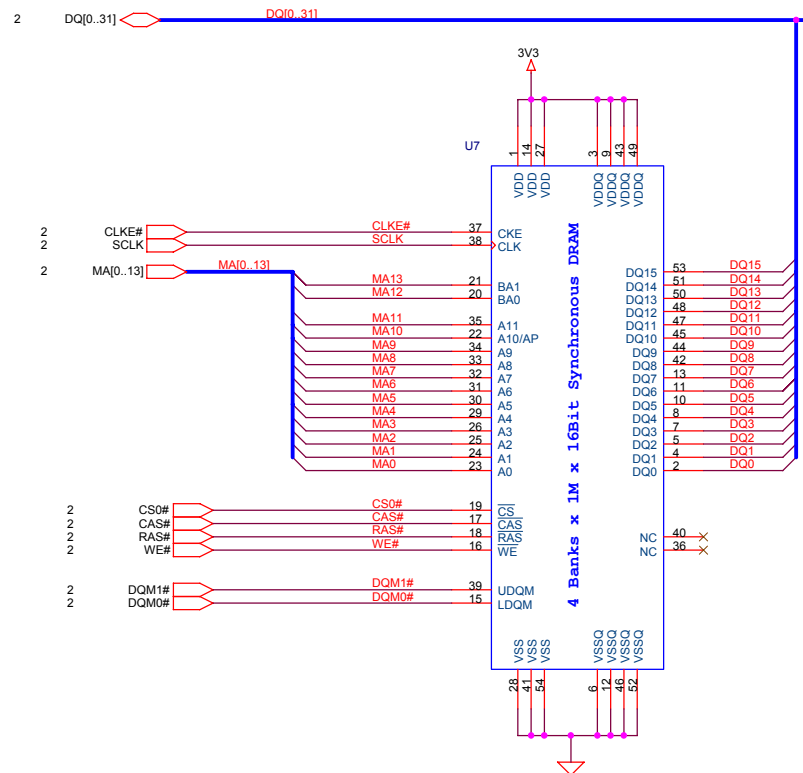 2 DQ[0..31] DQ[0..31]
3V3
U7
1 14 27 3 9 43 49
VDD VDD VDD VDDQ VDDQ VDDQ VDDQ
2 CLKE# CLKE# 37 CKE
2 SCLK SCLK 38 CLK
2 MA[0..13] MA[0..13]
MA13 21 BA1
MA12 20 BA0
MA11 35 A11
MA10 22 A10/AP
MA9 34 A9
MA8 33 A8
MA7 32 A7
MA6 31 A6
MA5 30 A5
MA4 29 A4
MA3 26 A3
MA2 25 A2
MA1 24 A1
MA0 23 A0
4 Banks x 1M x 16Bit Synchronous DRAM
DQ15 53 DQ15
DQ14 51 DQ14
DQ13 50 DQ13
DQ12 48 DQ12
DQ11 47 DQ11
DQ10 45 DQ10
DQ9 44 DQ9
DQ8 42 DQ8
DQ7 13 DQ7
DQ6 11 DQ6
DQ5 10 DQ5
DQ4 8 DQ4
DQ3 7 DQ3
DQ2 5 DQ2
DQ1 4 DQ1
DQ0 2 DQ0
2 CS0# CS0# 19 CS
2 CAS# CAS# 17 CAS
2 RAS# RAS# 18 RAS
2 WE# WE# 16 WE
NC 40
NC 36
2 DQM1# DQM1# 39 UDQM
2 DQM0# DQM0# 15 LDQM
VSS VSS VSS VSSQ VSSQ VSSQ VSSQ
28 41 54 6 12 46 52